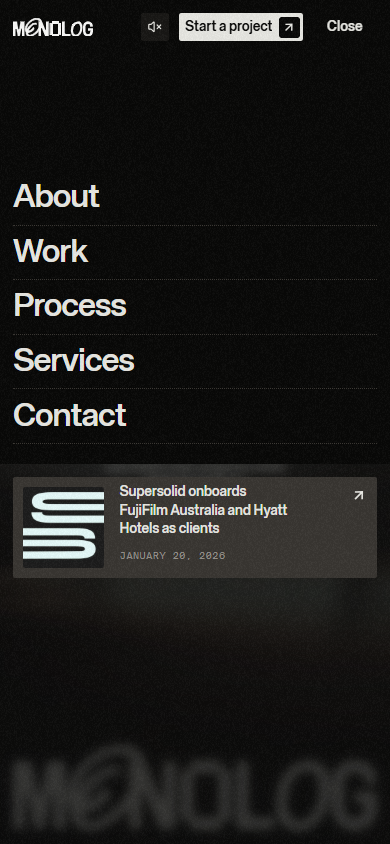 MONOLOG
Start a project
Close
About
Work
Process
Services
Contact
Supersolid onboards
FujiFilm Australia and Hyatt
Hotels as clients
JANUARY 20, 2026
MONOLOG